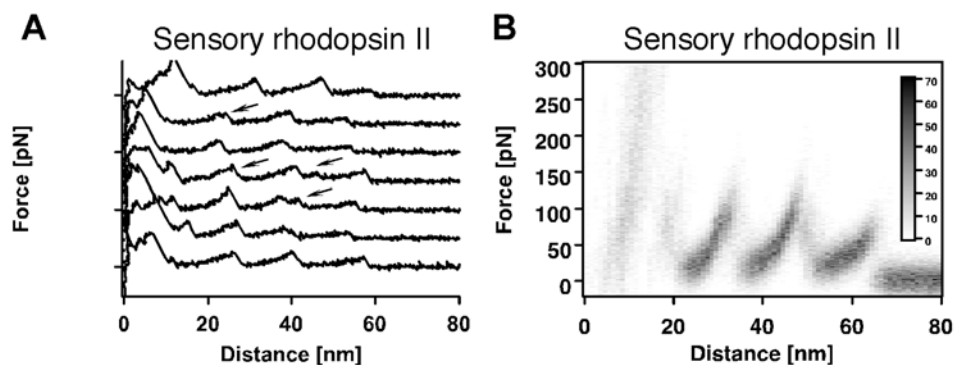 A
Sensory rhodopsin II
Force [pN]
0 20 40 60 80
Distance [nm]
B
Sensory rhodopsin II
Force [pN]
300
250
200
150
100
50
0
70
60
50
40
30
20
10
0
0 20 40 60 80
Distance [nm]